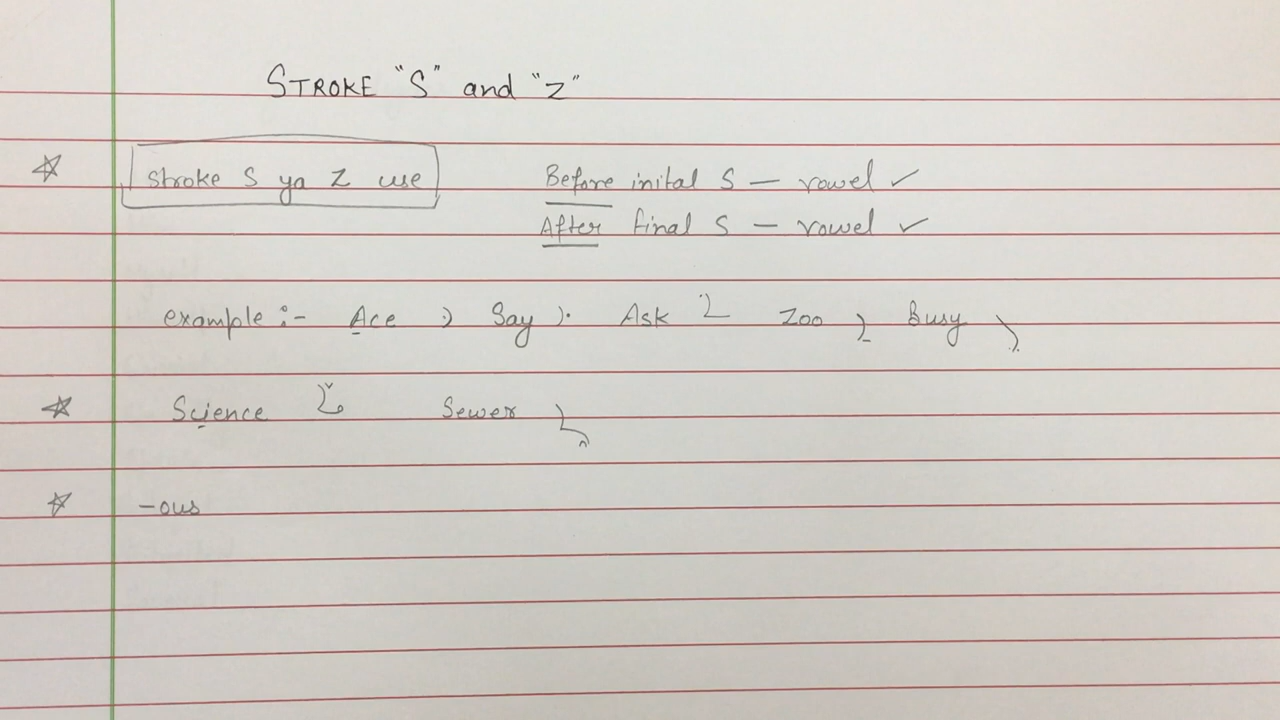 STROKE "S" and "Z"
Stroke S ya Z use Before inital S — vowel ✓
After final S — vowel ✓
example :- Ace Say Ask Zoo Busy
Science Sewer
-ous